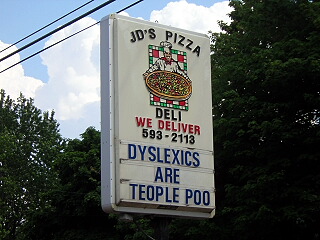 JD'S PIZZA
DELI
WE DELIVER
593-2113
DYSLEXICS
ARE
TEOPLE POO